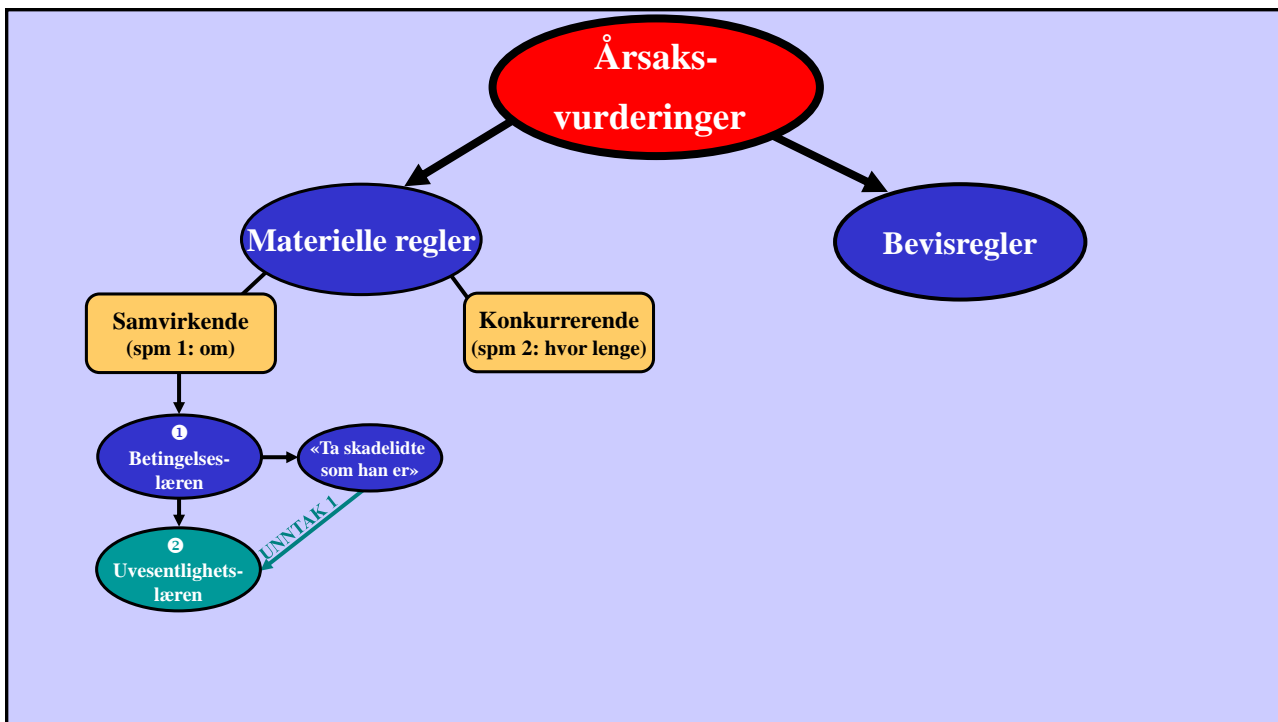 Årsaks-
vurderinger
Materielle regler
Bevisregler
Samvirkende
(spm 1: om)
Konkurrerende
(spm 2: hvor lenge)
❶
Betingelses-
læren
«Ta skadelidte
som han er»
UNNTAK 1
❷
Uvesentlighets-
læren